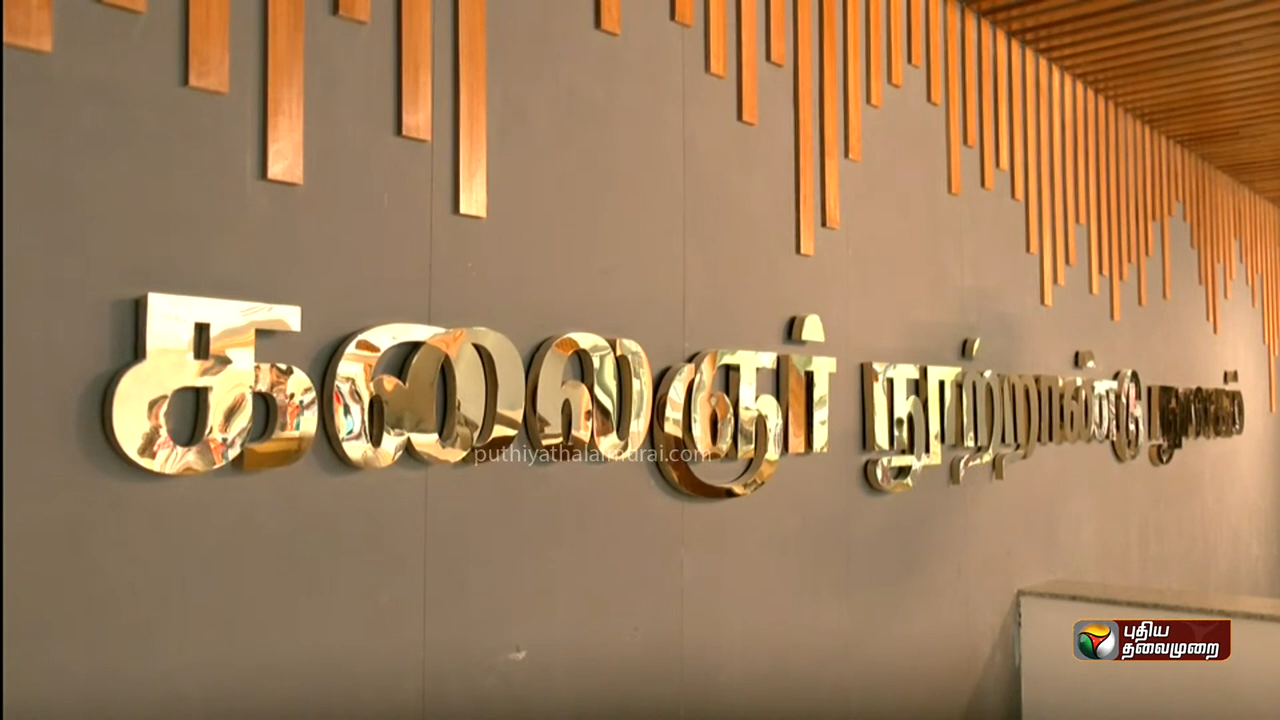 கலைஞர் நூற்றாண்டு நூலகம்
puthiyathalaimurai.com
புதிய
தலைமுறை